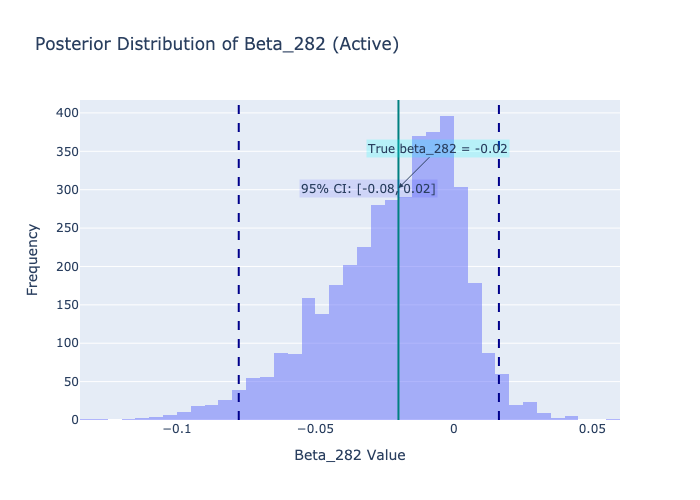 Posterior Distribution of Beta_282 (Active)
400
350
300
250
200
150
100
50
0
Frequency
True beta_282 = -0.02
95% CI: [-0.08, 0.02]
−0.1
−0.05
0
0.05
Beta_282 Value